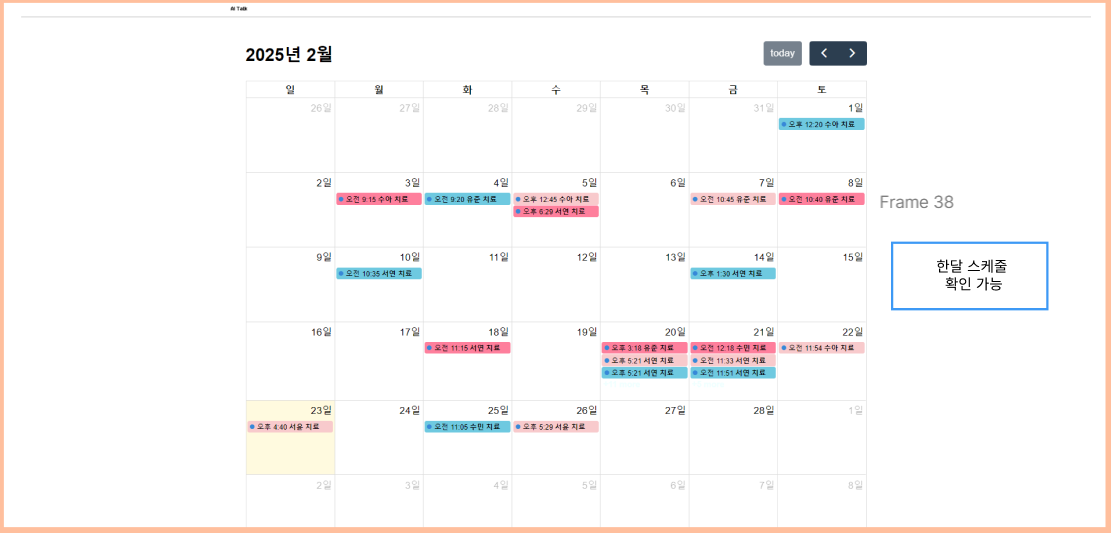 AI Talk
2025년 2월
today
일 월 화 수 목 금 토
26일 27일 28일 29일 30일 31일 1일
오후 12:20 수아 치료
2일 3일 4일 5일 6일 7일 8일
오전 9:15 수아 치료 오전 9:20 유준 치료 오후 12:45 수아 치료 오전 10:45 유준 치료 오전 10:40 유준 치료
오후 6:29 서연 치료
Frame 38
9일 10일 11일 12일 13일 14일 15일
오전 10:35 서연 치료 오후 1:30 서연 치료
한달 스케줄
확인 가능
16일 17일 18일 19일 20일 21일 22일
오전 11:15 서연 치료 오후 3:18 유준 치료 오전 12:18 수민 치료 오전 11:54 수아 치료
오후 5:21 서연 치료 오전 11:33 서연 치료
오후 5:21 서연 치료 오전 11:51 서연 치료
23일 24일 25일 26일 27일 28일 1일
오후 4:40 서윤 치료 오전 11:05 수민 치료 오후 5:29 서윤 치료
2일 3일 4일 5일 6일 7일 8일